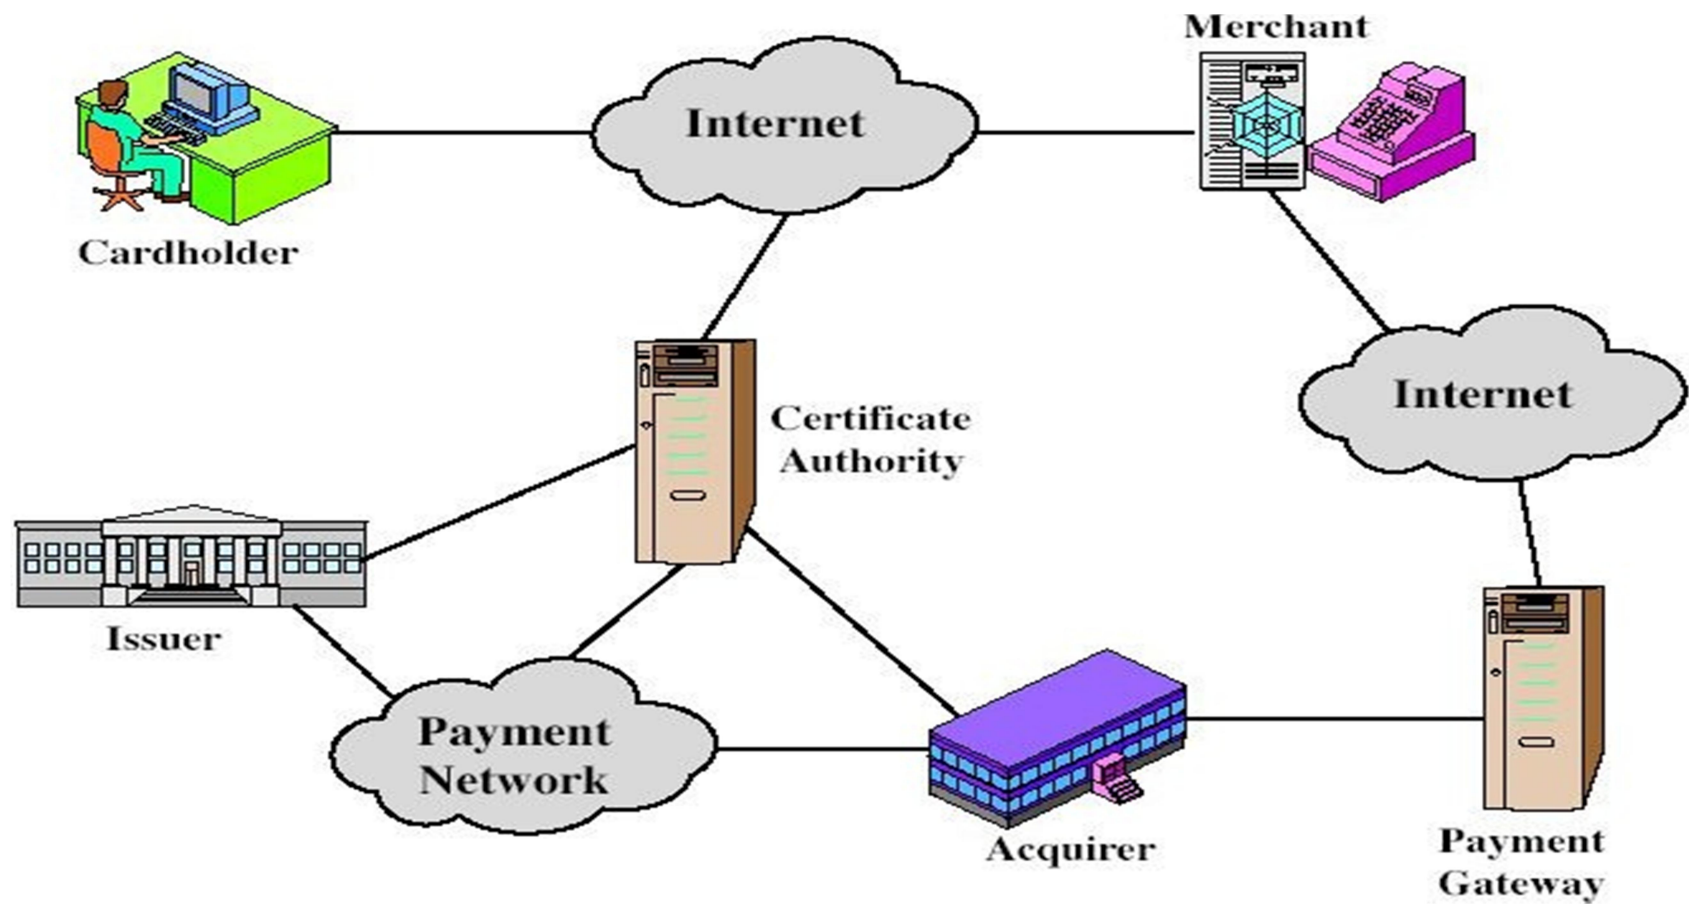 Merchant
Internet
Cardholder
Internet
Certificate
Authority
Issuer
Payment
Network
Acquirer
Payment
Gateway